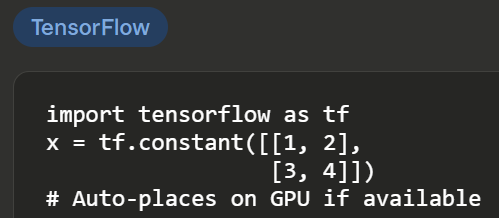 TensorFlow
import tensorflow as tf
x = tf.constant([[1, 2],
                 [3, 4]])
# Auto-places on GPU if available